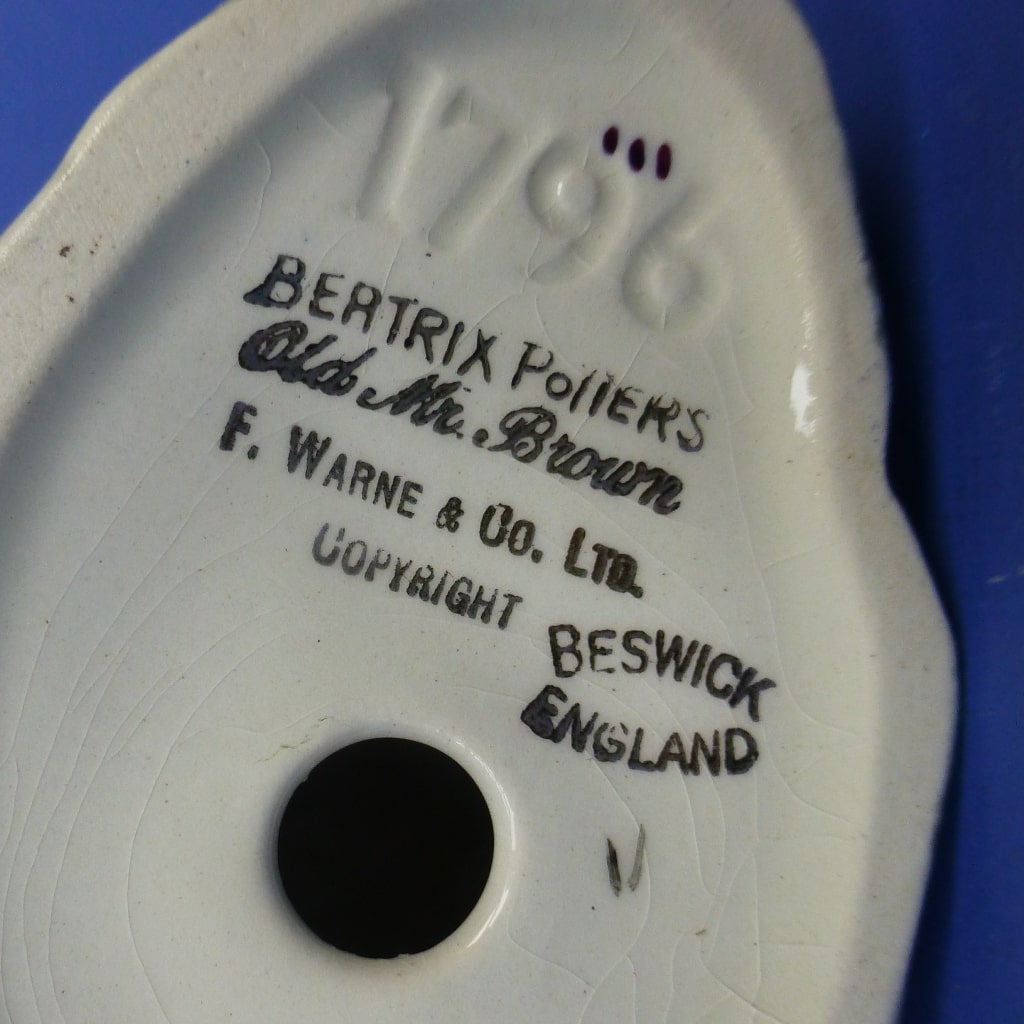 1796
BEATRIX POTTER'S
Old Mr. Brown
F. WARNE & CO. LTD.
COPYRIGHT
BESWICK
ENGLAND